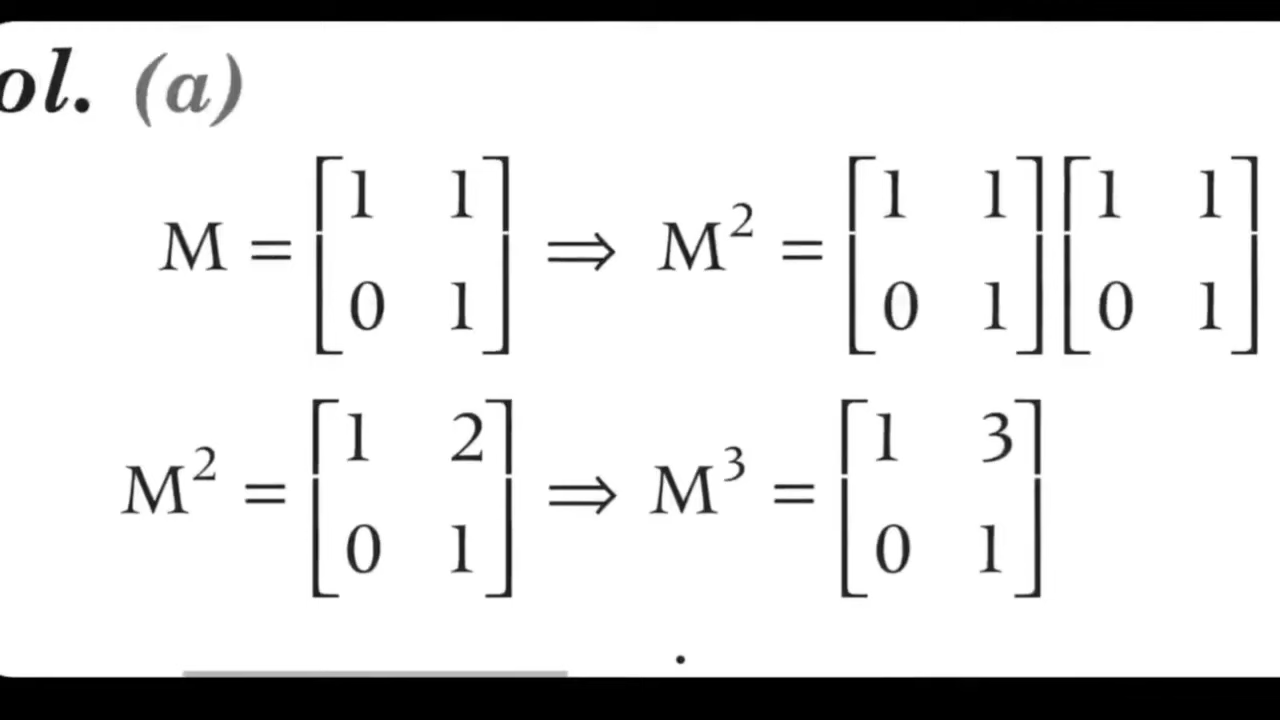 ol. (a)
M = [1 1; 0 1] ⇒ M² = [1 1; 0 1] [1 1; 0 1]
M² = [1 2; 0 1] ⇒ M³ = [1 3; 0 1]
.